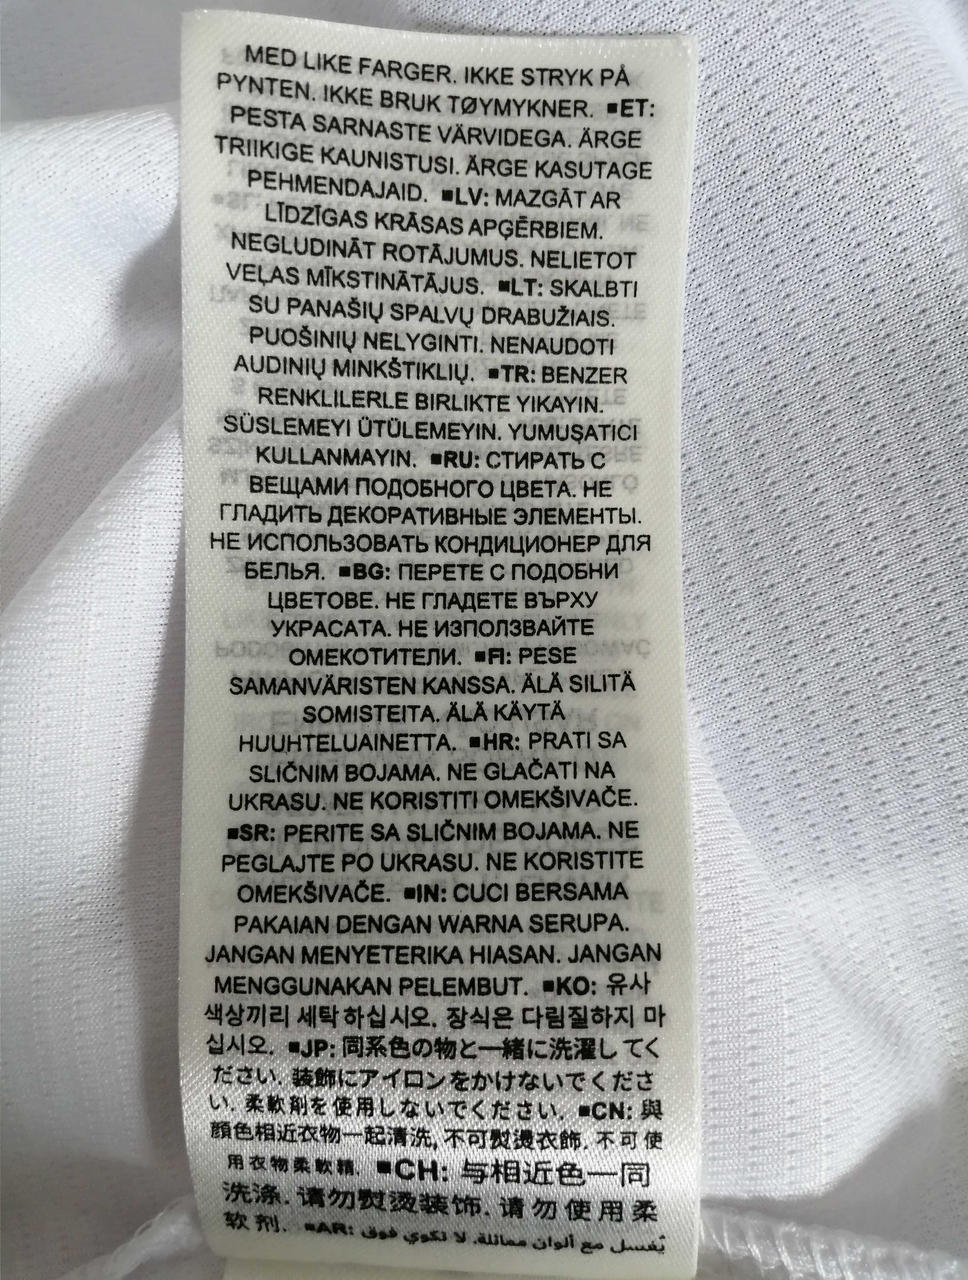 MED LIKE FARGER. IKKE STRYK PÅ
PYNTEN. IKKE BRUK TØYMYKNER. ■ET:
PESTA SARNASTE VÄRVIDEGA. ÄRGE
TRIIKIGE KAUNISTUSI. ÄRGE KASUTAGE
PEHMENDAJAID. ■LV: MAZGĀT AR
LĪDZĪGAS KRĀSAS APĢĒRBIEM.
NEGLUDINĀT ROTĀJUMUS. NELIETOT
VEĻAS MĪKSTINĀTĀJUS. ■LT: SKALBTI
SU PANAŠIŲ SPALVŲ DRABUŽIAIS.
PUOŠINIŲ NELYGINTI. NENAUDOTI
AUDINIŲ MINKŠTIKLIŲ. ■TR: BENZER
RENKLILERLE BIRLIKTE YIKAYIN.
SÜSLEMEYI ÜTÜLEMEYIN. YUMUŞATICI
KULLANMAYIN. ■RU: СТИРАТЬ С
ВЕЩАМИ ПОДОБНОГО ЦВЕТА. НЕ
ГЛАДИТЬ ДЕКОРАТИВНЫЕ ЭЛЕМЕНТЫ.
НЕ ИСПОЛЬЗОВАТЬ КОНДИЦИОНЕР ДЛЯ
БЕЛЬЯ. ■BG: ПЕРЕТЕ С ПОДОБНИ
ЦВЕТОВЕ. НЕ ГЛАДЕТЕ ВЪРХУ
УКРАСАТА. НЕ ИЗПОЛЗВАЙТЕ
ОМЕКОТИТЕЛИ. ■FI: PESE
SAMANVÄRISTEN KANSSA. ÄLÄ SILITÄ
SOMISTEITA. ÄLÄ KÄYTÄ
HUUHTELUAINETTA. ■HR: PRATI SA
SLIČNIM BOJAMA. NE GLAČATI NA
UKRASU. NE KORISTITI OMEKŠIVAČE.
■SR: PERITE SA SLIČNIM BOJAMA. NE
PEGLAJTE PO UKRASU. NE KORISTITE
OMEKŠIVAČE. ■IN: CUCI BERSAMA
PAKAIAN DENGAN WARNA SERUPA.
JANGAN MENYETERIKA HIASAN. JANGAN
MENGGUNAKAN PELEMBUT. ■KO: 유사
색상끼리 세탁하십시오. 장식은 다림질하지 마
십시오. ■JP: 同系色の物と一緒に洗濯してく
ださい. 装飾にアイロンをかけないでくださ
い. 柔軟剤を使用しないでください. ■CN: 與
顏色相近衣物一起清洗, 不可熨燙衣飾. 不可使
用衣物柔軟精. ■CH: 与相近色一同
洗涤. 请勿熨烫装饰. 请勿使用柔
软剂. ■AR: يُغسل مع ألوان مماثلة. لا تكوي فوق